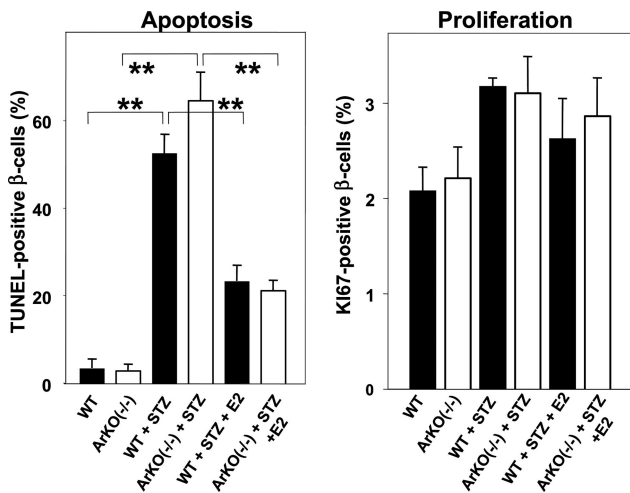 Apoptosis
TUNEL-positive β-cells (%)
60
40
20
0
**
**
**
**
WT
ArKO(-/-)
WT + STZ
ArKO(-/-) + STZ
WT + STZ + E2
ArKO(-/-) + STZ
+E2
Proliferation
KI67-positive β-cells (%)
3
2
1
0
WT
ArKO(-/-)
WT + STZ
ArKO(-/-) + STZ
WT + STZ + E2
ArKO(-/-) + STZ
+E2